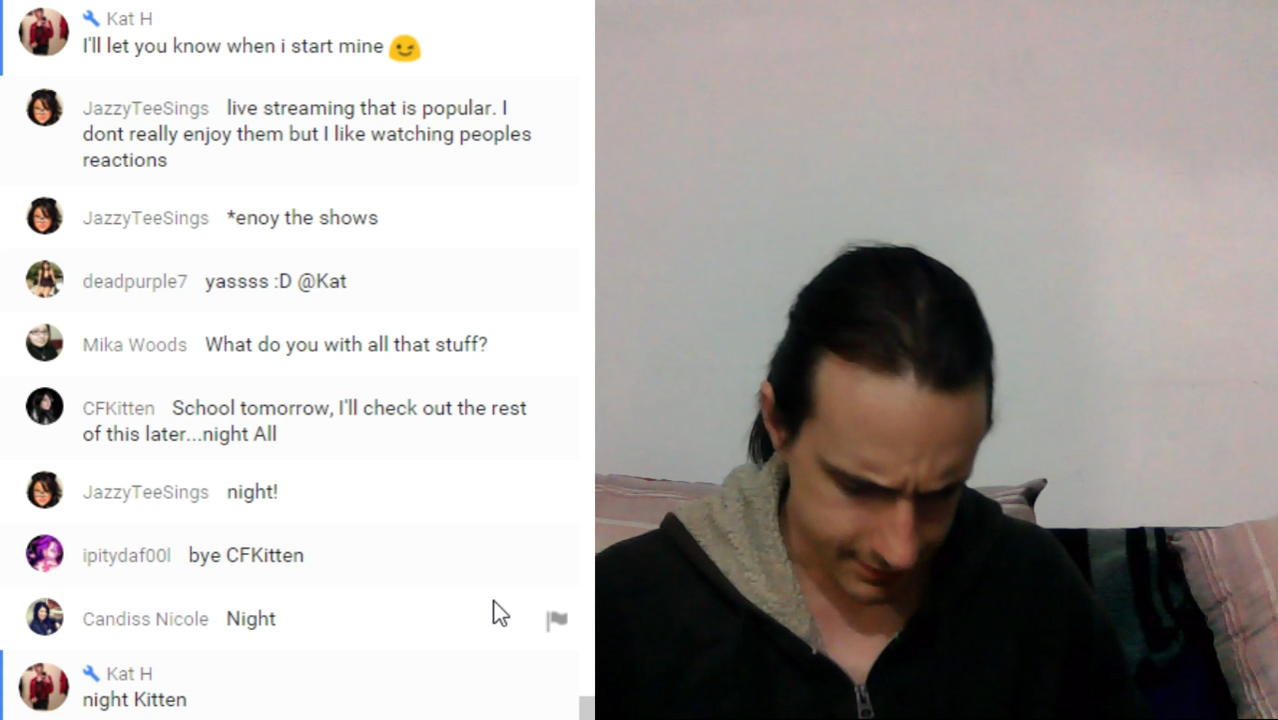 Kat H
I'll let you know when i start mine 😉
JazzyTeeSings live streaming that is popular. I
dont really enjoy them but I like watching peoples
reactions
JazzyTeeSings *enoy the shows
deadpurple7 yassss :D @Kat
Mika Woods What do you with all that stuff?
CFKitten School tomorrow, I'll check out the rest
of this later...night All
JazzyTeeSings night!
ipitydaf00l bye CFKitten
Candiss Nicole Night
Kat H
night Kitten